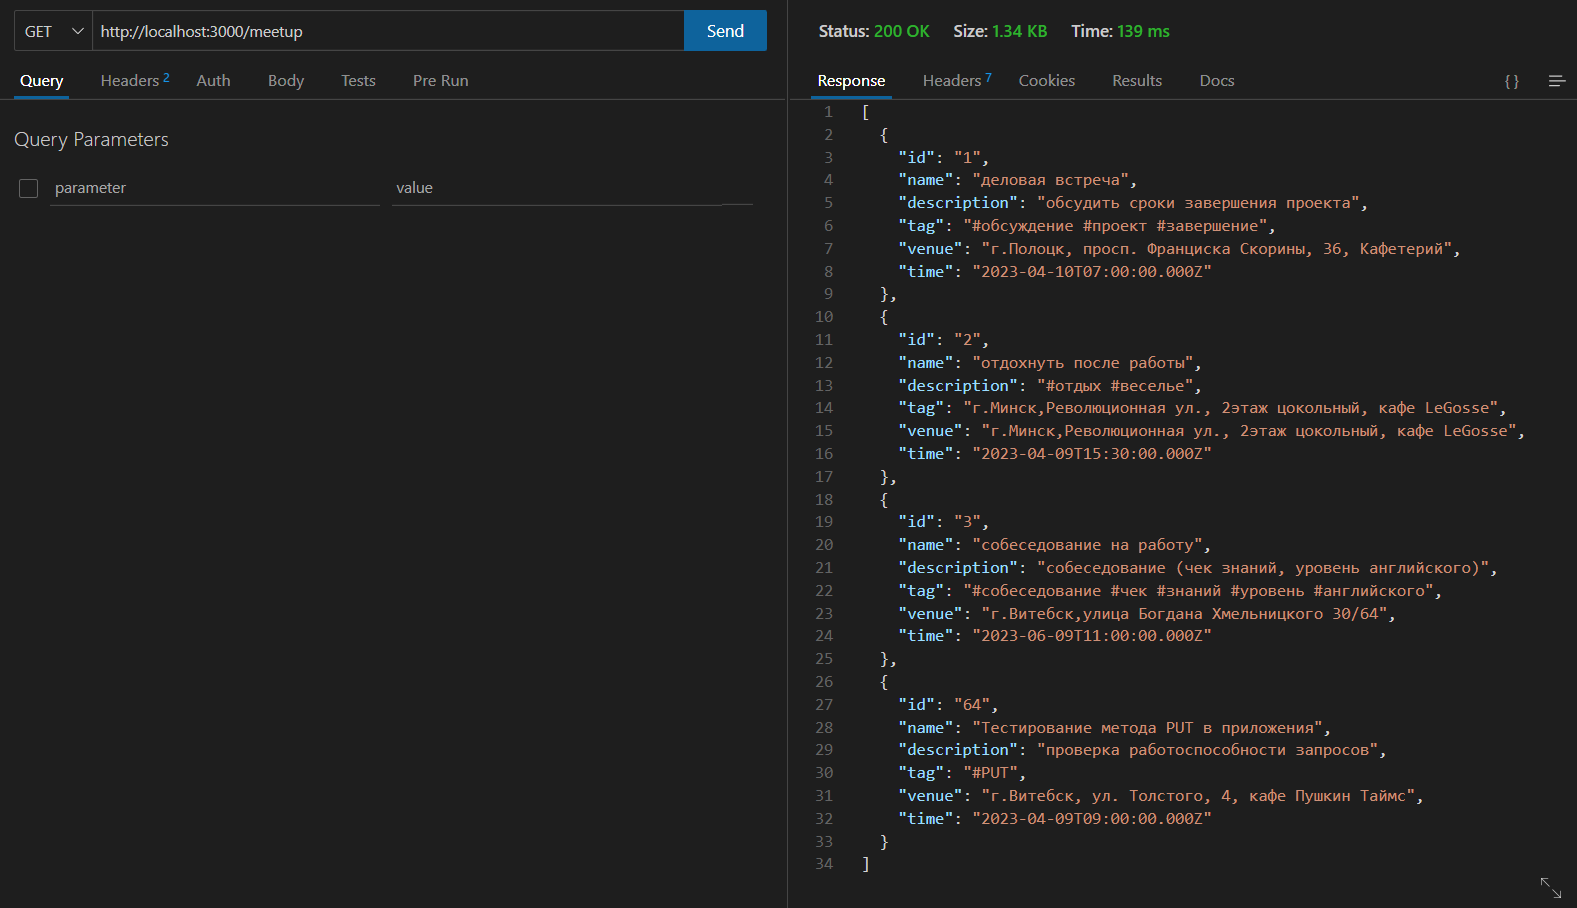 GET http://localhost:3000/meetup Send
Query Headers 2 Auth Body Tests Pre Run
Query Parameters
parameter value
Status: 200 OK Size: 1.34 KB Time: 139 ms
Response Headers 7 Cookies Results Docs { }
1 [
2 {
3 "id": "1",
4 "name": "деловая встреча",
5 "description": "обсудить сроки завершения проекта",
6 "tag": "#обсуждение #проект #завершение",
7 "venue": "г.Полоцк, просп. Франциска Скорины, 36, Кафетерий",
8 "time": "2023-04-10T07:00:00.000Z"
9 },
10 {
11 "id": "2",
12 "name": "отдохнуть после работы",
13 "description": "#отдых #веселье",
14 "tag": "г.Минск,Революционная ул., 2этаж цокольный, кафе LeGosse",
15 "venue": "г.Минск,Революционная ул., 2этаж цокольный, кафе LeGosse",
16 "time": "2023-04-09T15:30:00.000Z"
17 },
18 {
19 "id": "3",
20 "name": "собеседование на работу",
21 "description": "собеседование (чек знаний, уровень английского)",
22 "tag": "#собеседование #чек #знаний #уровень #английского",
23 "venue": "г.Витебск,улица Богдана Хмельницкого 30/64",
24 "time": "2023-06-09T11:00:00.000Z"
25 },
26 {
27 "id": "64",
28 "name": "Тестирование метода PUT в приложения",
29 "description": "проверка работоспособности запросов",
30 "tag": "#PUT",
31 "venue": "г.Витебск, ул. Толстого, 4, кафе Пушкин Таймс",
32 "time": "2023-04-09T09:00:00.000Z"
33 }
34 ]